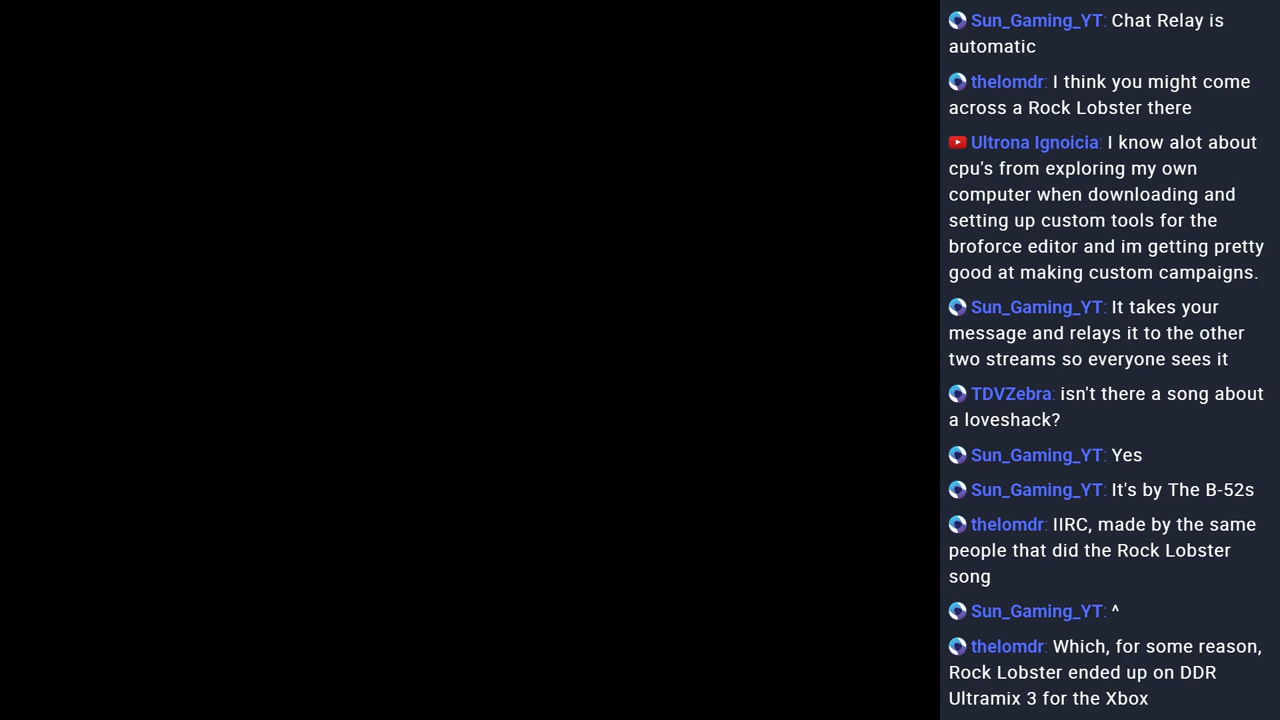 Sun_Gaming_YT: Chat Relay is
automatic
thelomdr: I think you might come
across a Rock Lobster there
Ultrona Ignoicia: I know alot about
cpu's from exploring my own
computer when downloading and
setting up custom tools for the
broforce editor and im getting pretty
good at making custom campaigns.
Sun_Gaming_YT: It takes your
message and relays it to the other
two streams so everyone sees it
TDVZebra: isn't there a song about
a loveshack?
Sun_Gaming_YT: Yes
Sun_Gaming_YT: It's by The B-52s
thelomdr: IIRC, made by the same
people that did the Rock Lobster
song
Sun_Gaming_YT: ^
thelomdr: Which, for some reason,
Rock Lobster ended up on DDR
Ultramix 3 for the Xbox